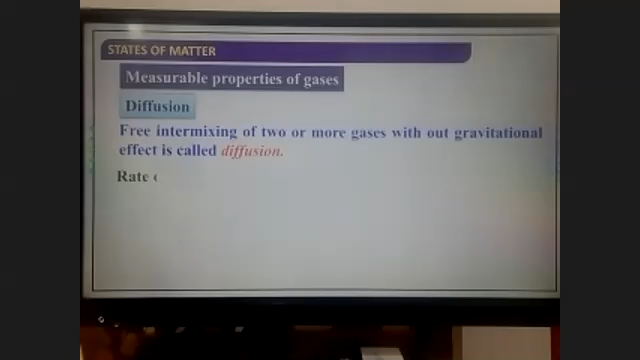 STATES OF MATTER
Measurable properties of gases
Diffusion
Free intermixing of two or more gases with out gravitational
effect is called diffusion.
Rate